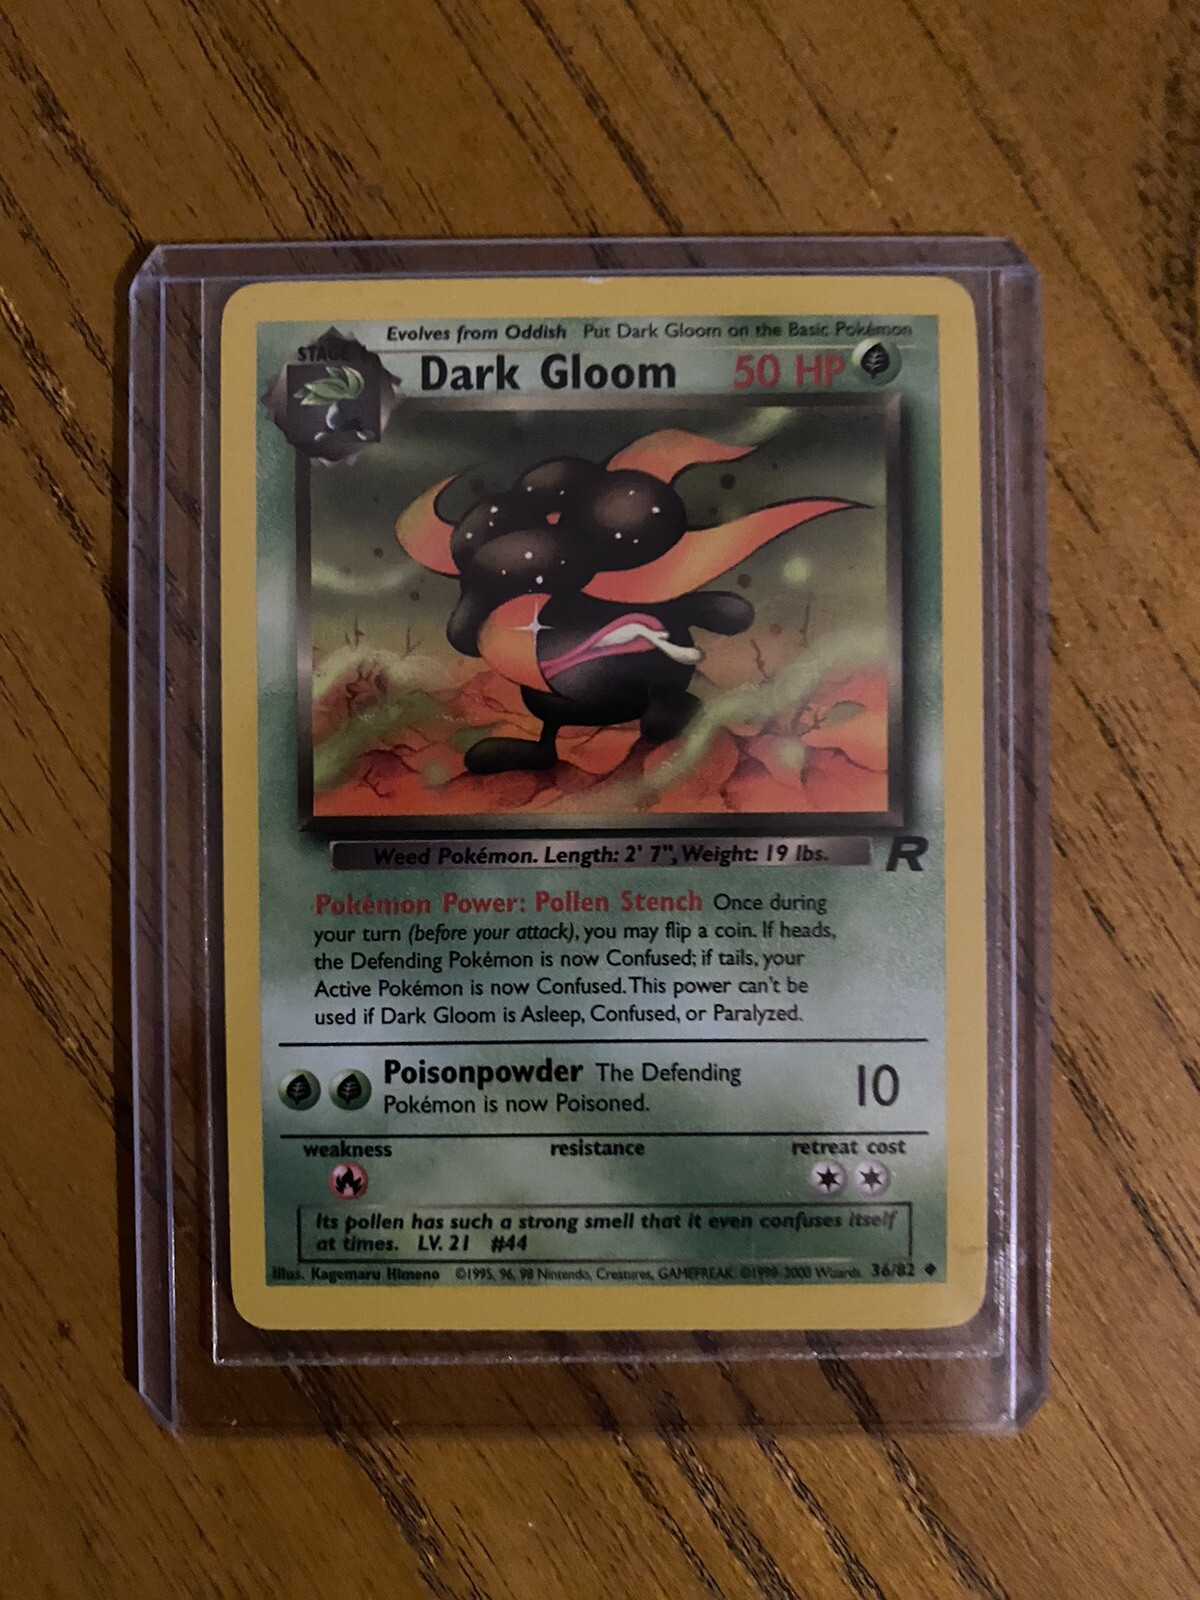 Evolves from Oddish Put Dark Gloom on the Basic Pokémon
STAGE 1
Dark Gloom 50 HP
Weed Pokémon. Length: 2' 7", Weight: 19 lbs.
R
Pokémon Power: Pollen Stench Once during
your turn (before your attack), you may flip a coin. If heads,
the Defending Pokémon is now Confused; if tails, your
Active Pokémon is now Confused. This power can't be
used if Dark Gloom is Asleep, Confused, or Paralyzed.
Poisonpowder The Defending 10
Pokémon is now Poisoned.
weakness resistance retreat cost
Its pollen has such a strong smell that it even confuses itself
at times. LV. 21 #44
Illus. Kagemaru Himeno ©1995, 96, 98 Nintendo, Creatures, GAMEFREAK. ©1999-2000 Wizards. 36/82